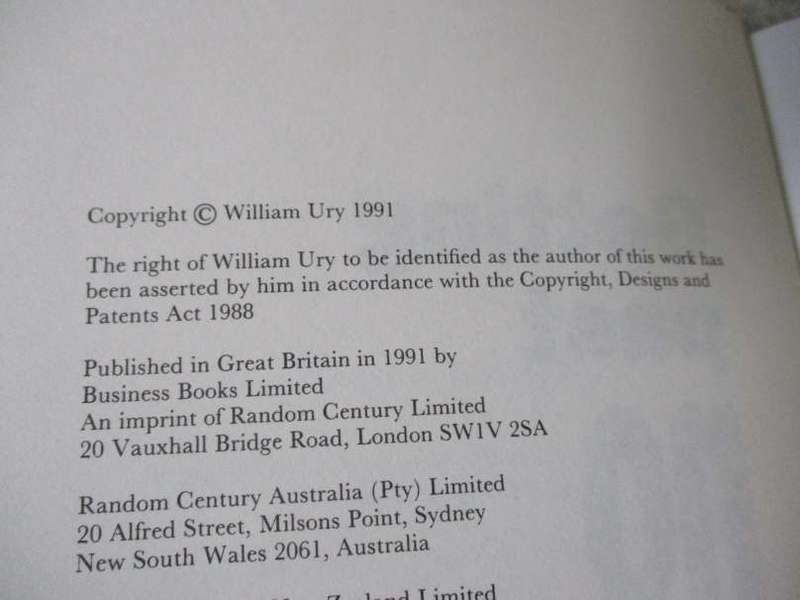 Copyright © William Ury 1991
The right of William Ury to be identified as the author of this work has
been asserted by him in accordance with the Copyright, Designs and
Patents Act 1988
Published in Great Britain in 1991 by
Business Books Limited
An imprint of Random Century Limited
20 Vauxhall Bridge Road, London SW1V 2SA
Random Century Australia (Pty) Limited
20 Alfred Street, Milsons Point, Sydney
New South Wales 2061, Australia
Zealand Limited